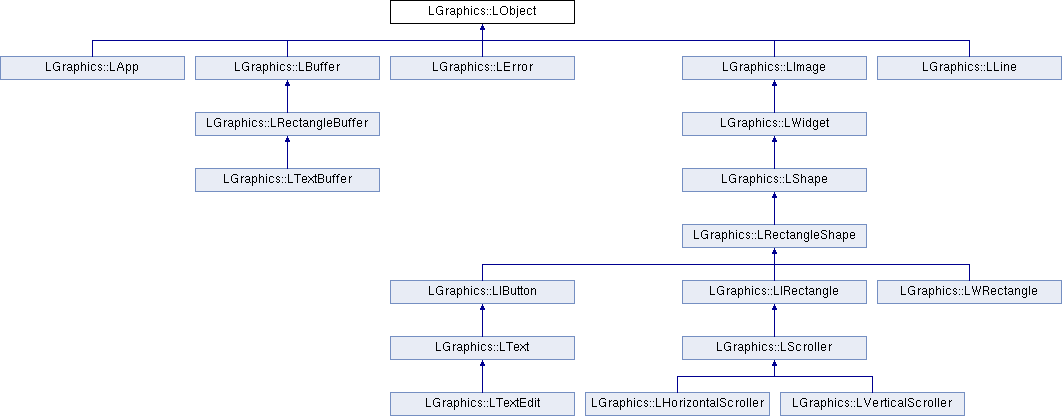 LGraphics::LObject
LGraphics::LApp
LGraphics::LBuffer
LGraphics::LError
LGraphics::LImage
LGraphics::LLine
LGraphics::LRectangleBuffer
LGraphics::LWidget
LGraphics::LTextBuffer
LGraphics::LShape
LGraphics::LRectangleShape
LGraphics::LIButton
LGraphics::LIRectangle
LGraphics::LWRectangle
LGraphics::LText
LGraphics::LScroller
LGraphics::LTextEdit
LGraphics::LHorizontalScroller
LGraphics::LVerticalScroller